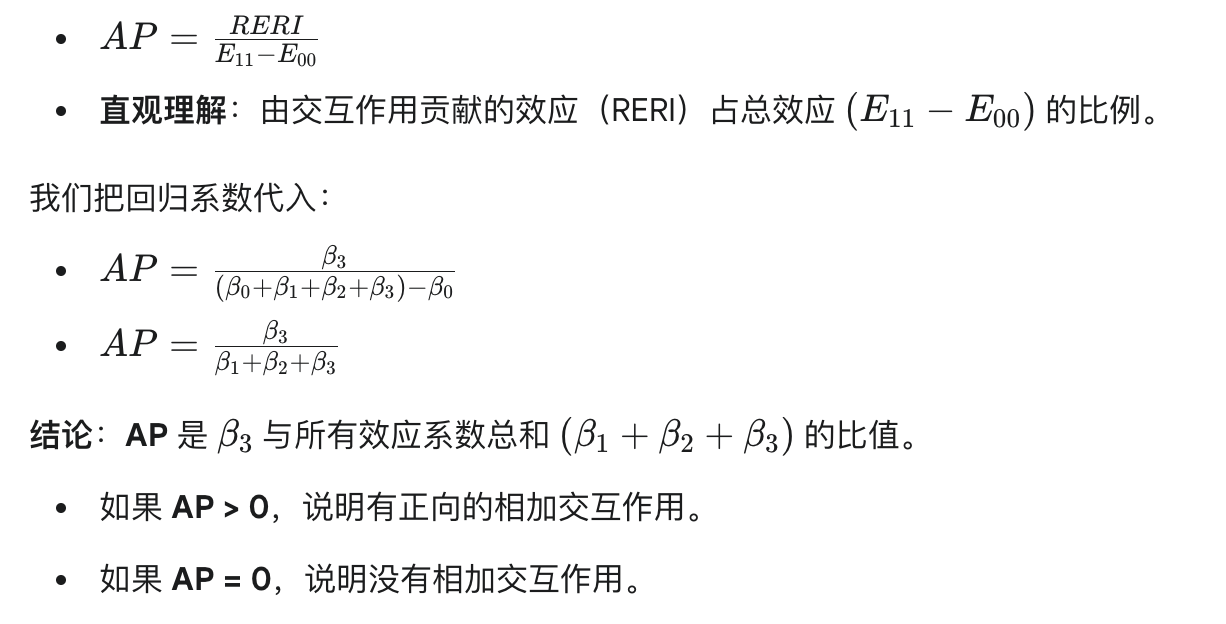 • $AP = \frac{RERI}{E_{11}-E_{00}}$
• 直观理解：由交互作用贡献的效应（RERI）占总效应 $(E_{11} - E_{00})$ 的比例。
我们把回归系数代入：
• $AP = \frac{\beta_3}{(\beta_0+\beta_1+\beta_2+\beta_3)-\beta_0}$
• $AP = \frac{\beta_3}{\beta_1+\beta_2+\beta_3}$
结论：AP 是 $\beta_3$ 与所有效应系数总和 $(\beta_1 + \beta_2 + \beta_3)$ 的比值。
• 如果 AP > 0，说明有正向的相加交互作用。
• 如果 AP = 0，说明没有相加交互作用。